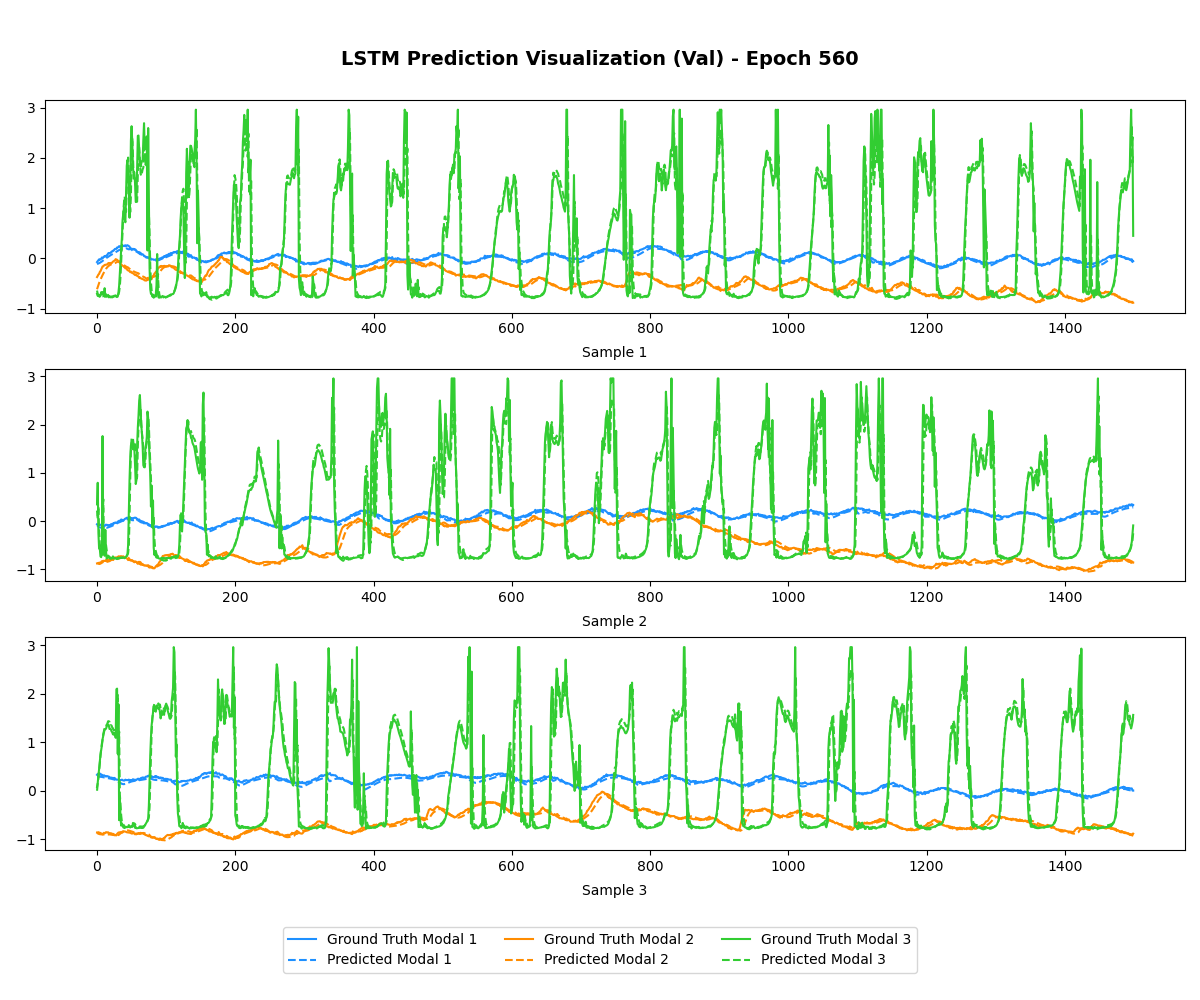 LSTM Prediction Visualization (Val) - Epoch 560
3
2
1
0
−1
0 200 400 600 800 1000 1200 1400
Sample 1
3
2
1
0
−1
0 200 400 600 800 1000 1200 1400
Sample 2
3
2
1
0
−1
0 200 400 600 800 1000 1200 1400
Sample 3
Ground Truth Modal 1 Ground Truth Modal 2 Ground Truth Modal 3
Predicted Modal 1 Predicted Modal 2 Predicted Modal 3